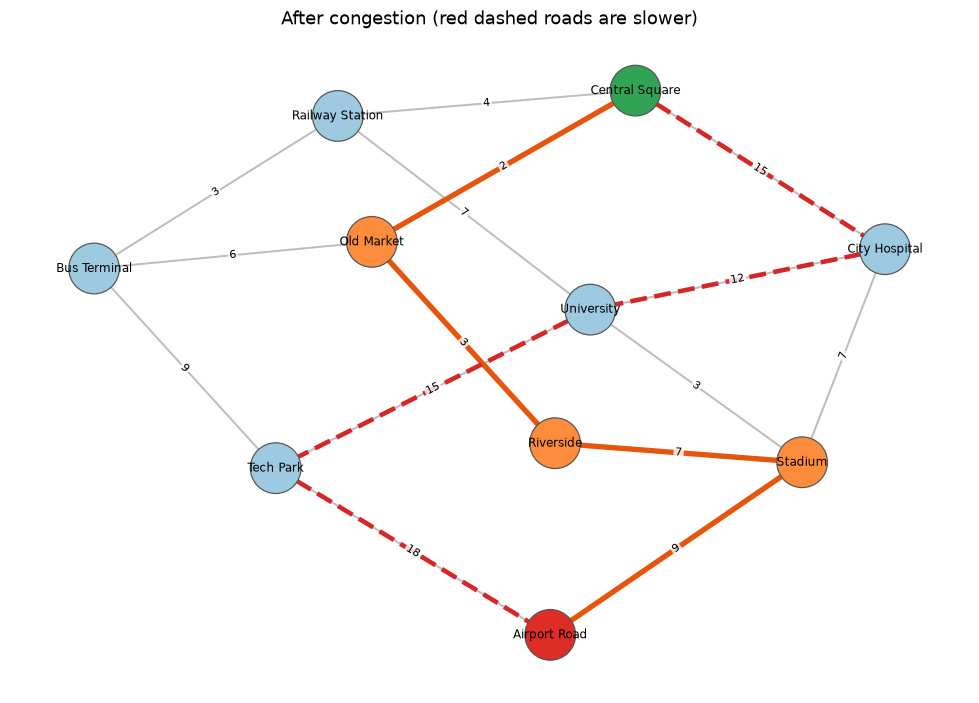 After congestion (red dashed roads are slower)
Central Square
4
Railway Station
2
15
3
7
Old Market
City Hospital
6
Bus Terminal
12
University
3
7
9
15
3
Riverside
7
Stadium
Tech Park
18
9
Airport Road